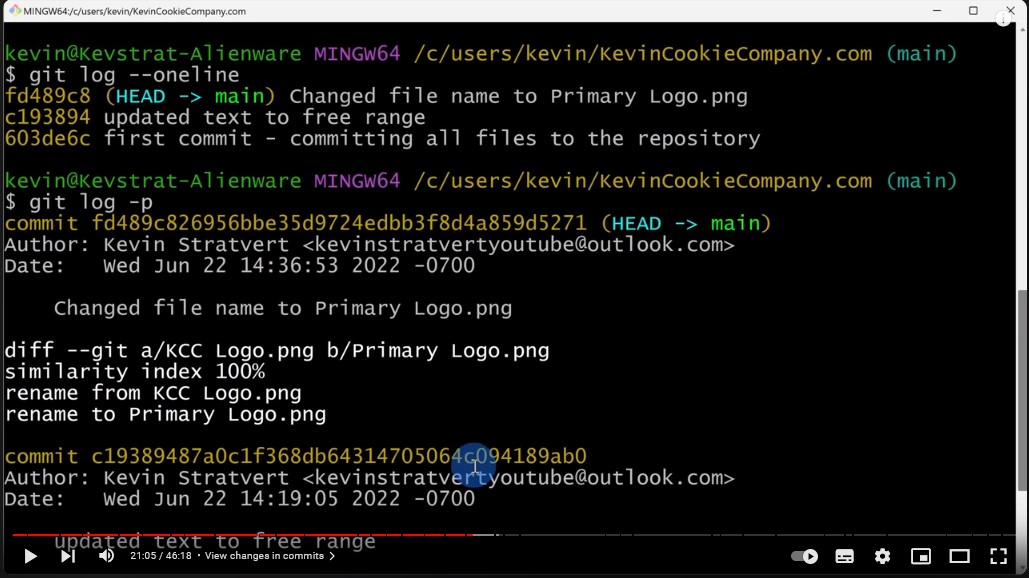 MINGW64:/c/users/kevin/KevinCookieCompany.com
kevin@Kevstrat-Alienware MINGW64 /c/users/kevin/KevinCookieCompany.com (main)
$ git log --oneline
fd489c8 (HEAD -> main) Changed file name to Primary Logo.png
c193894 updated text to free range
603de6c first commit - committing all files to the repository
kevin@Kevstrat-Alienware MINGW64 /c/users/kevin/KevinCookieCompany.com (main)
$ git log -p
commit fd489c826956bbe35d9724edbb3f8d4a859d5271 (HEAD -> main)
Author: Kevin Stratvert <kevinstratvertyoutube@outlook.com>
Date:   Wed Jun 22 14:36:53 2022 -0700
    Changed file name to Primary Logo.png
diff --git a/KCC Logo.png b/Primary Logo.png
similarity index 100%
rename from KCC Logo.png
rename to Primary Logo.png
commit c19389487a0c1f368db64314705064c094189ab0
Author: Kevin Stratvert <kevinstratvertyoutube@outlook.com>
Date:   Wed Jun 22 14:19:05 2022 -0700
    updated text to free range
21:05 / 46:18 • View changes in commits >